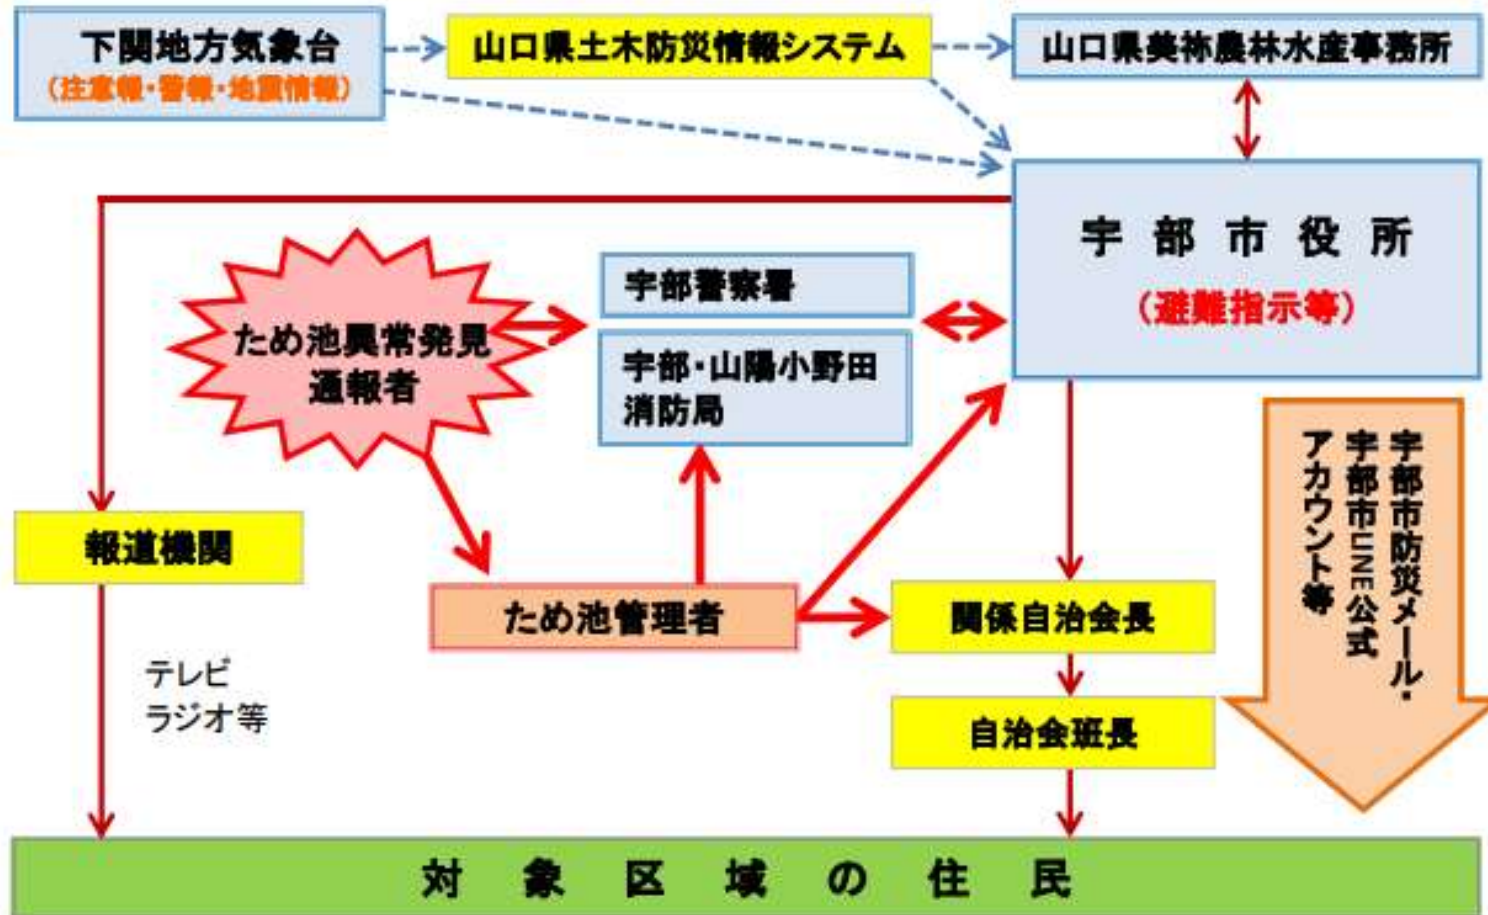 下関地方気象台
(注意報・警報・地震情報)
山口県土木防災情報システム
山口県美祢農林水産事務所
宇部市役所
(避難指示等)
宇部警察署
ため池異常発見
通報者
宇部・山陽小野田
消防局
宇部市防災メール・
宇部市LINE公式
アカウント等
報道機関
ため池管理者
関係自治会長
テレビ
ラジオ等
自治会班長
対象区域の住民